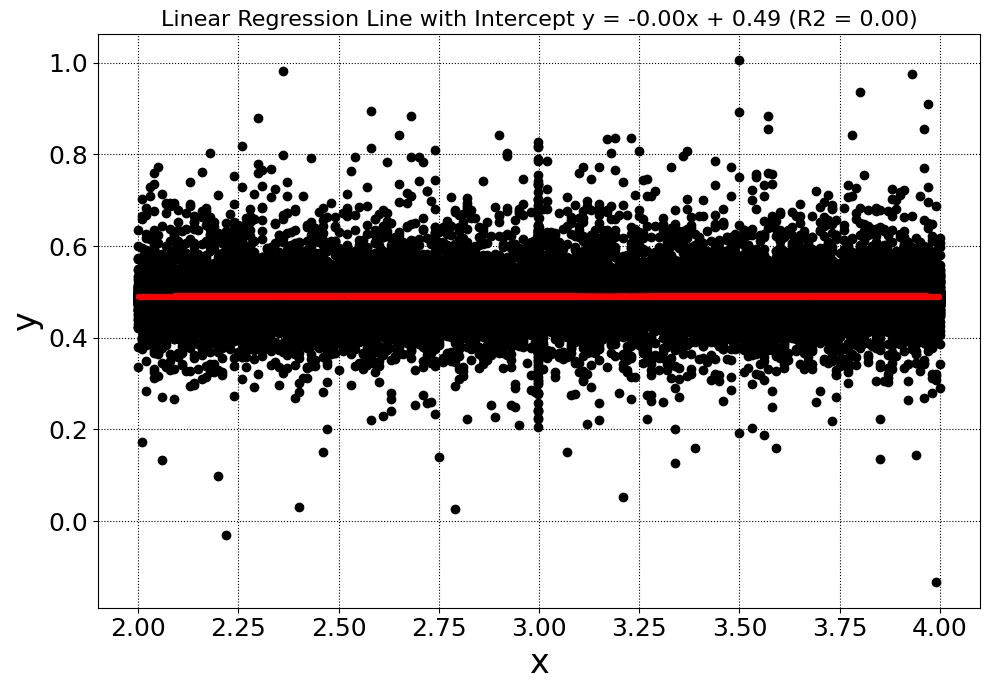 Linear Regression Line with Intercept y = -0.00x + 0.49 (R2 = 0.00)
1.0
0.8
0.6
0.4
0.2
0.0
y
2.00 2.25 2.50 2.75 3.00 3.25 3.50 3.75 4.00
x